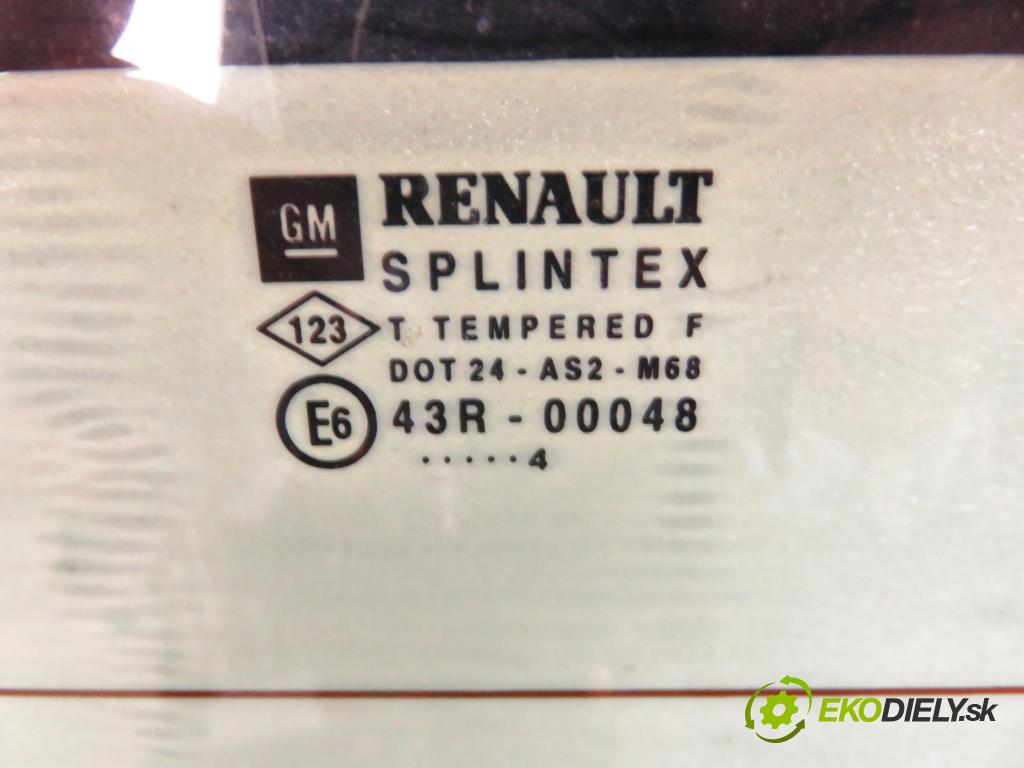 GM
RENAULT
SPLINTEX
123
T TEMPERED F
DOT 24 - AS2 - M68
E6
43R - 00048
.....4
EKODIELY.sk